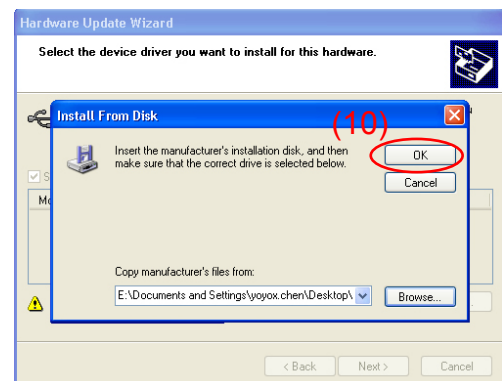 Hardware Update Wizard
Select the device driver you want to install for this hardware.
Install From Disk
(10)
Insert the manufacturer's installation disk, and then
make sure that the correct drive is selected below.
OK
Cancel
S
Mo
Copy manufacturer's files from:
E:\Documents and Settings\yoyox.chen\Desktop\
Browse...
< Back
Next >
Cancel